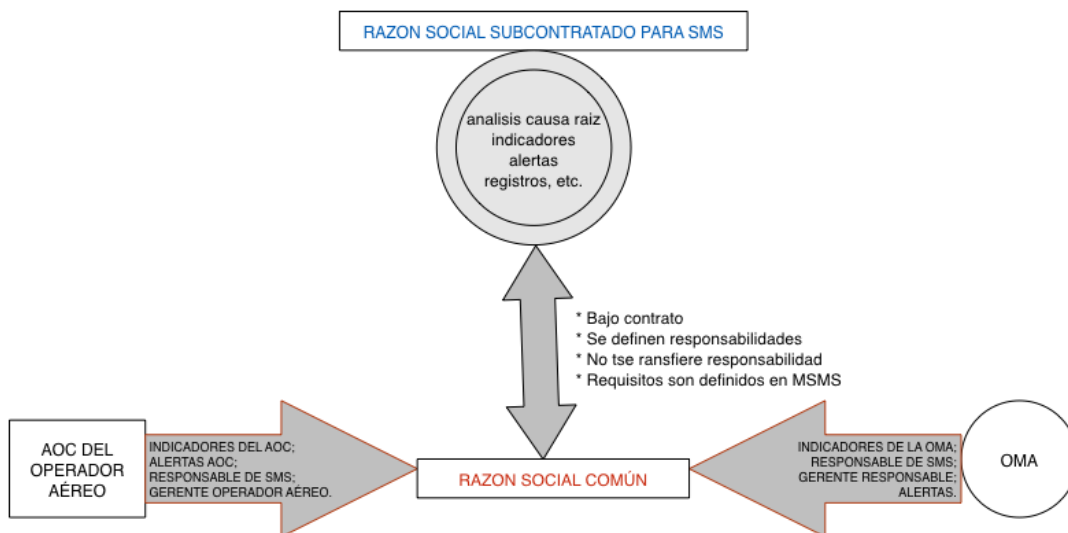 RAZON SOCIAL SUBCONTRATADO PARA SMS
analisis causa raiz
indicadores
alertas
registros, etc.
* Bajo contrato
* Se definen responsabilidades
* No tse ransfiere responsabilidad
* Requisitos son definidos en MSMS
AOC DEL
OPERADOR
AÉREO
INDICADORES DEL AOC;
ALERTAS AOC;
RESPONSABLE DE SMS;
GERENTE OPERADOR AÉREO.
RAZON SOCIAL COMÚN
INDICADORES DE LA OMA;
RESPONSABLE DE SMS;
GERENTE RESPONSABLE;
ALERTAS.
OMA